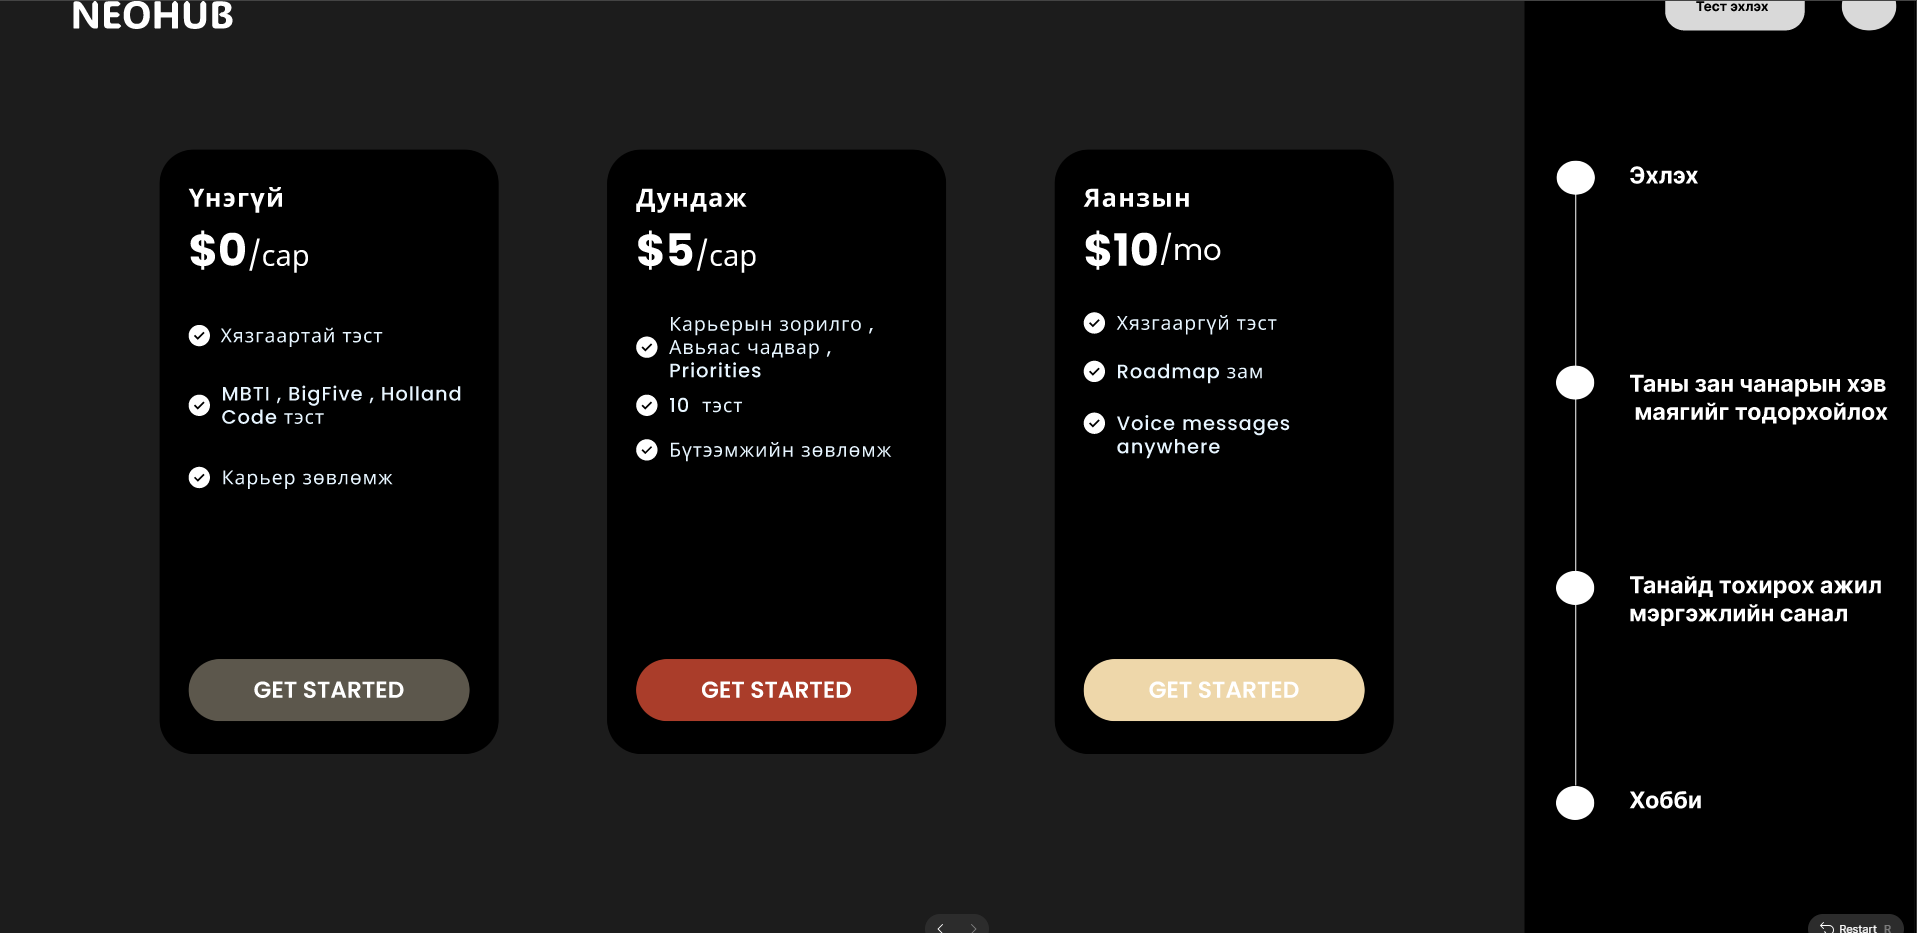 NEOHUB
Тест эхлэх
Үнэгүй
$0/сар
Хязгаартай тэст
MBTI , BigFive , Holland
Code тэст
Карьер зөвлөмж
GET STARTED
Дундаж
$5/сар
Карьерын зорилго ,
Авьяас чадвар ,
Priorities
10 тэст
Бүтээмжийн зөвлөмж
GET STARTED
Яанзын
$10/mo
Хязгааргүй тэст
Roadmap зам
Voice messages
anywhere
GET STARTED
Эхлэх
Таны зан чанарын хэв
маягийг тодорхойлох
Танайд тохирох ажил
мэргэжлийн санал
Хобби
Restart R